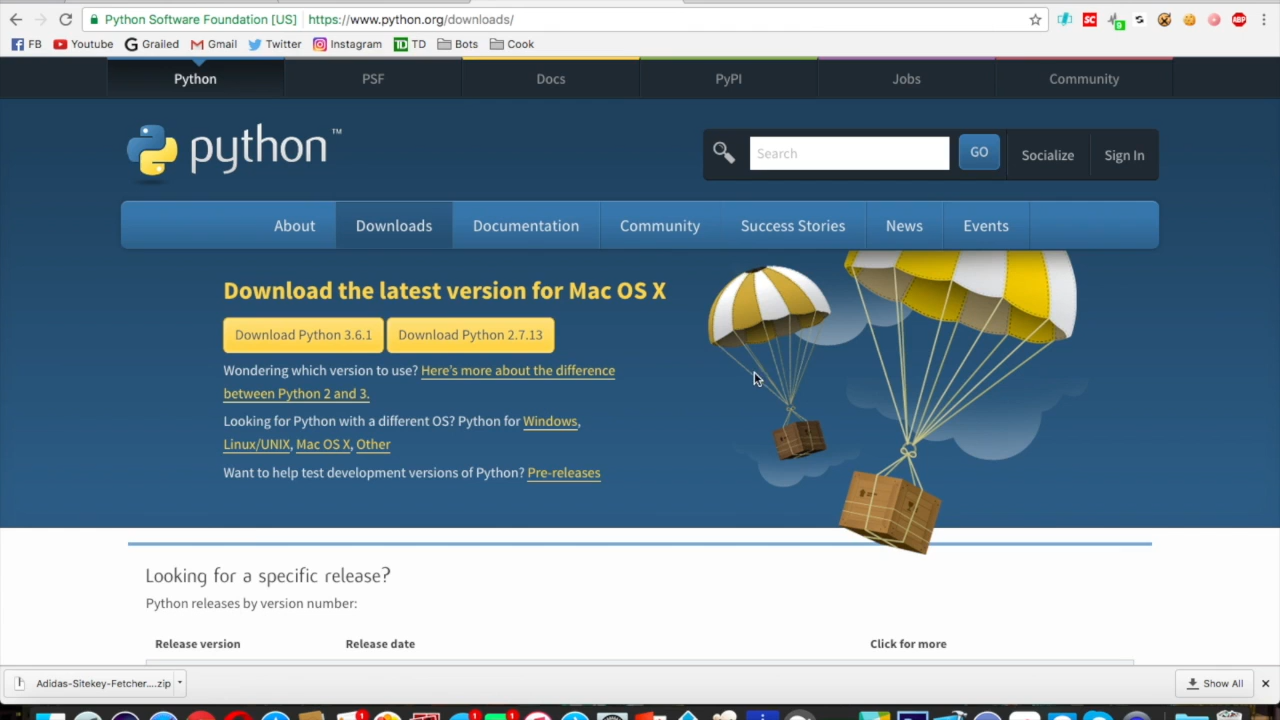 Python Software Foundation [US] https://www.python.org/downloads/
FB Youtube Grailed Gmail Twitter Instagram TD Bots Cook
Python PSF Docs PyPI Jobs Community
python™
Search GO Socialize Sign In
About Downloads Documentation Community Success Stories News Events
Download the latest version for Mac OS X
Download Python 3.6.1 Download Python 2.7.13
Wondering which version to use? Here's more about the difference
between Python 2 and 3.
Looking for Python with a different OS? Python for Windows,
Linux/UNIX, Mac OS X, Other
Want to help test development versions of Python? Pre-releases
Looking for a specific release?
Python releases by version number:
Release version Release date Click for more
Adidas-Sitekey-Fetcher....zip Show All